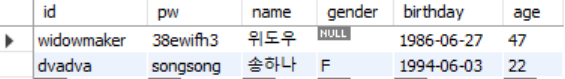 id pw name gender birthday age
widowmaker 38ewifh3 위도우 NULL 1986-06-27 47
dvadva songsong 송하나 F 1994-06-03 22